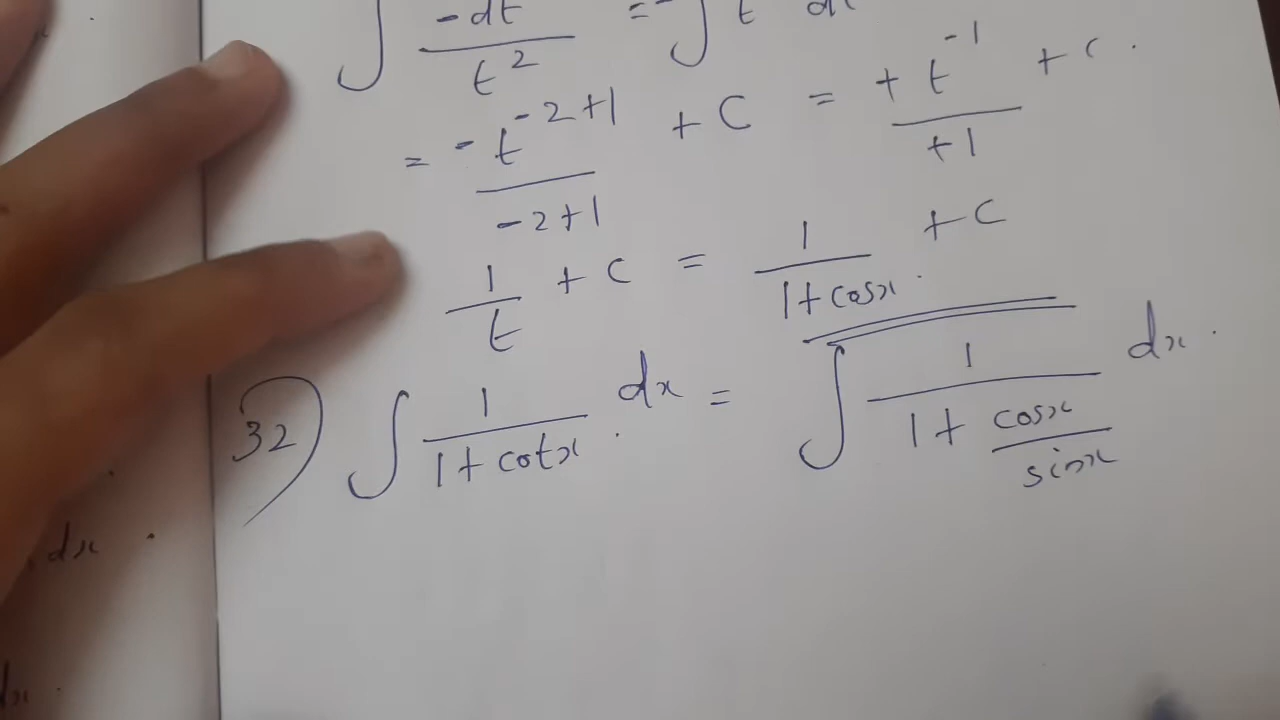 ∫ -dt/t² = -∫ t
= -t^(-2+1)/(-2+1) + C = +t^(-1)/+1 + C.
1/t + C = 1/(1+cosx) + C
32) ∫ 1/(1+cotx) dx = ∫ 1/(1+ cosx/sinx) dx.
dx